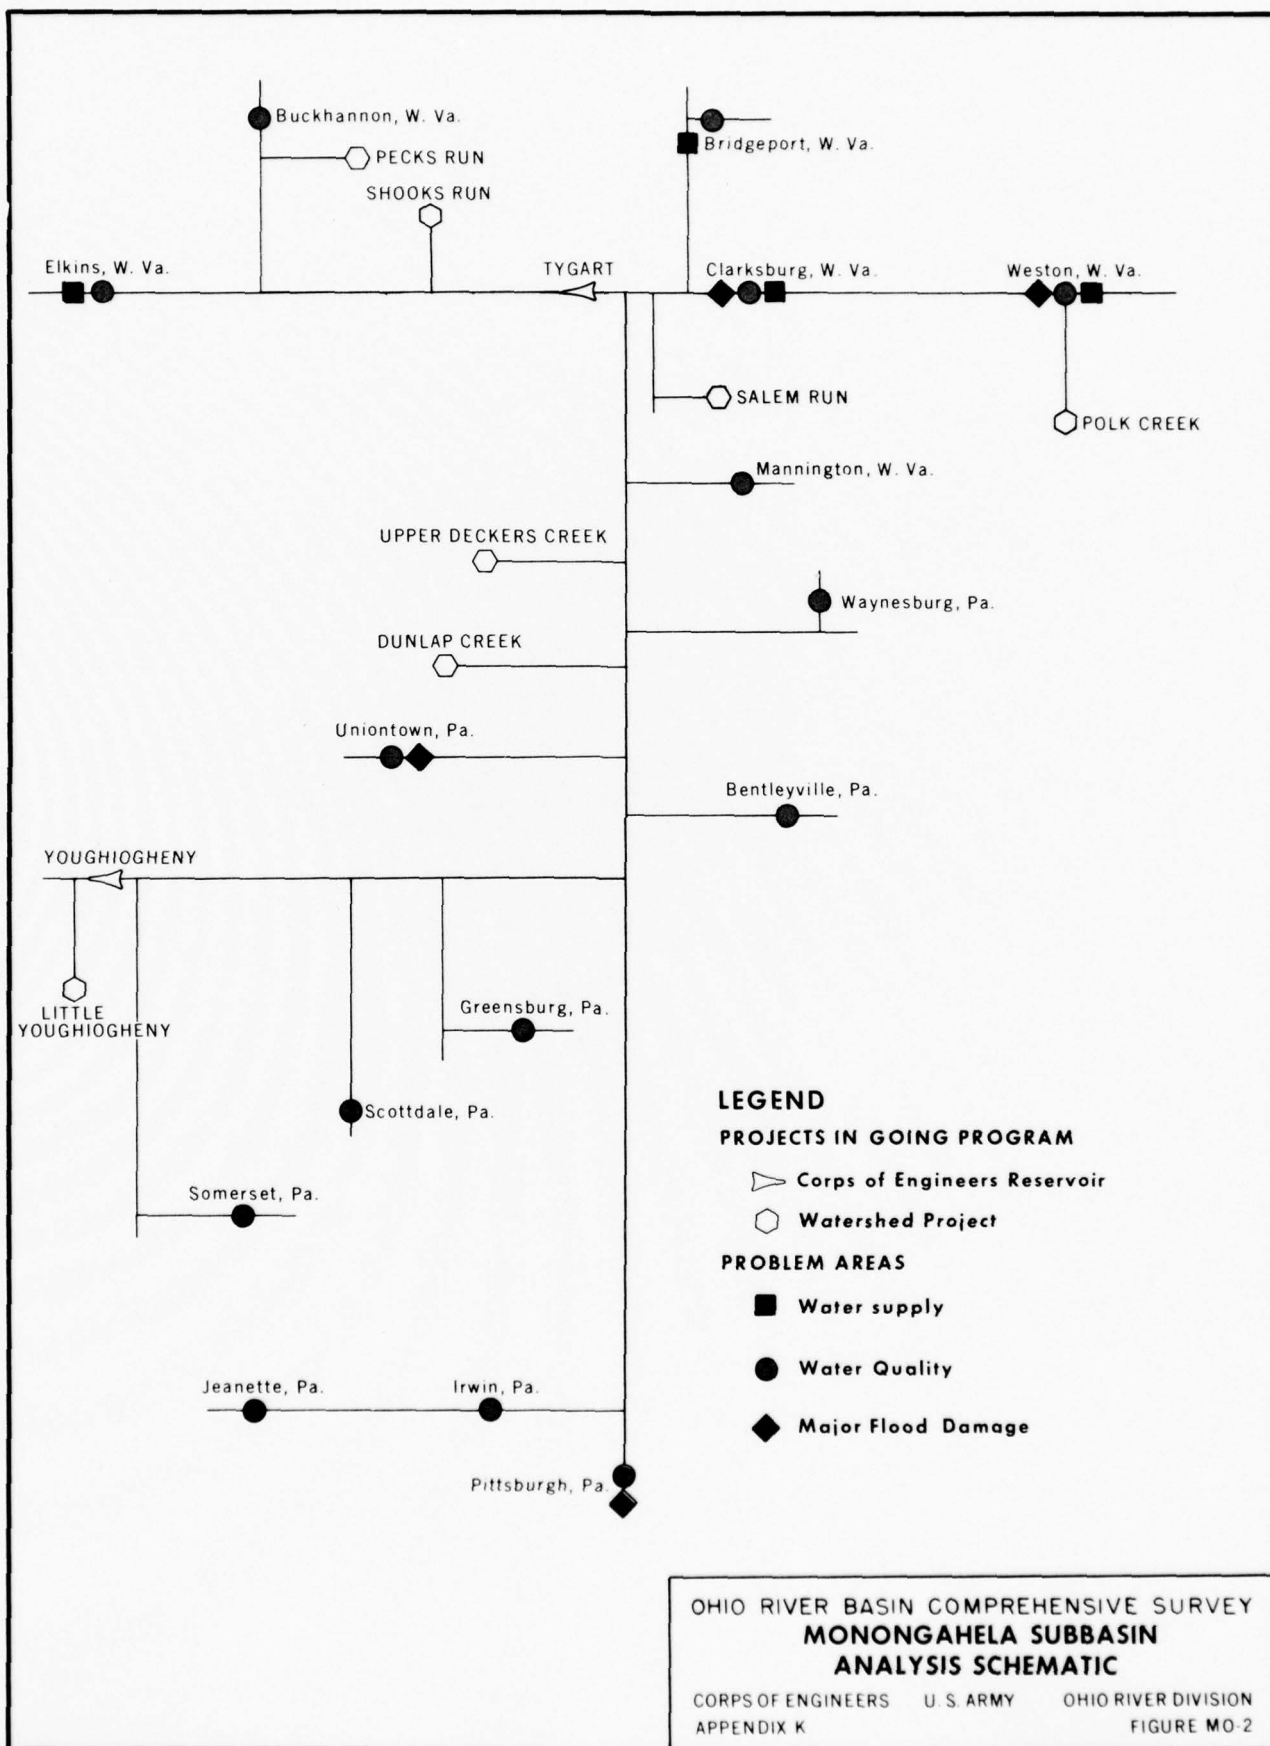 Buckhannon, W. Va.
Bridgeport, W. Va.
PECKS RUN
SHOOKS RUN
Elkins, W. Va.
TYGART
Clarksburg, W. Va.
Weston, W. Va.
SALEM RUN
POLK CREEK
Mannington, W. Va.
UPPER DECKERS CREEK
Waynesburg, Pa.
DUNLAP CREEK
Uniontown, Pa.
Bentleyville, Pa.
YOUGHIOGHENY
LITTLE
YOUGHIOGHENY
Greensburg, Pa.
Scottdale, Pa.
Somerset, Pa.
Jeanette, Pa.
Irwin, Pa.
Pittsburgh, Pa.
LEGEND
PROJECTS IN GOING PROGRAM
Corps of Engineers Reservoir
Watershed Project
PROBLEM AREAS
Water supply
Water Quality
Major Flood Damage
OHIO RIVER BASIN COMPREHENSIVE SURVEY
MONONGAHELA SUBBASIN
ANALYSIS SCHEMATIC
CORPS OF ENGINEERS U. S. ARMY OHIO RIVER DIVISION
APPENDIX K FIGURE MO-2